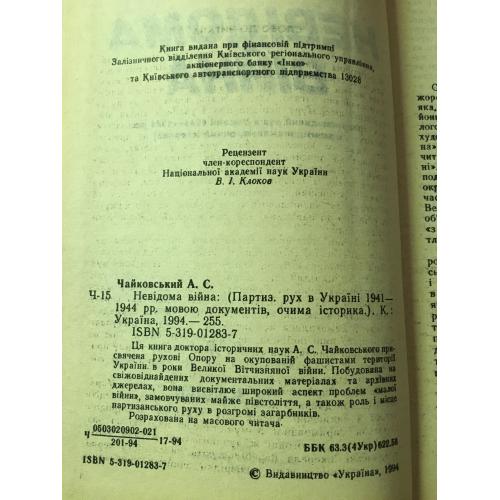 Книга видана при фінансовій підтримці
Залізничного відділення Київського регіонального управління,
акціонерного банку «Інко»
та Київського автотранспортного підприємства 13028
Рецензент
член-кореспондент
Національної академії наук України
В. І. Клоков
Чайковський А. С.
Ч-15 Невідома війна: (Партиз. рух в Україні 1941—
1944 рр. мовою документів, очима історика.). К.:
Україна, 1994.— 255.
ISBN 5-319-01283-7
Ця книга доктора історичних наук А. С. Чайковського при-
свячена рухові Опору на окупованій фашистами території
України в роки Великої Вітчизняної війни. Побудована на
свіжовіднайдених документальних матеріалах та архівних
джерелах, вона висвітлює широкий аспект проблем «малої
війни», замовчуваних майже півстоліття, а також роль і місце
партизанського руху в розгромі загарбників.
Розрахована на масового читача.
Ч 0503020902-021
201-94 17-94
ББК 63.3(4Укр)622.56
ISBN 5-319-01283-7
© Видавництво «Україна», 1994